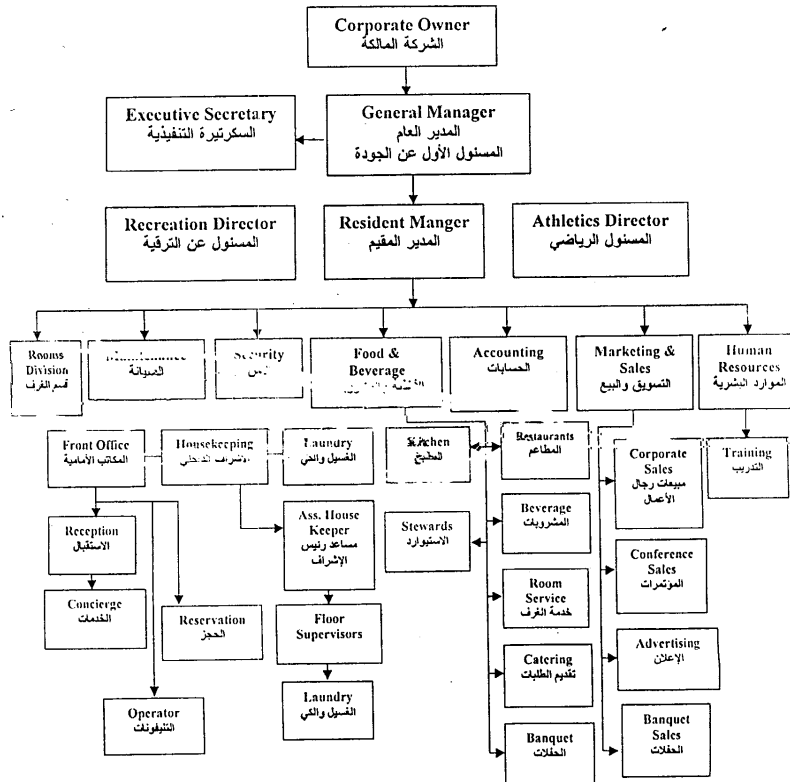 Corporate Owner
الشركة المالكة
Executive Secretary
السكرتيرة التنفيذية
General Manager
المدير العام
المسئول الأول عن الجودة
Recreation Director
المسئول عن الترقية
Resident Manger
المدير المقيم
Athletics Director
المسئول الرياضي
Rooms
Division
قسم الغرف
الصيانة
Security
Food &
Beverage
Accounting
الحسابات
Marketing &
Sales
التسويق والبيع
Human
Resources
الموارد البشرية
Front Office
المكاتب الأمامية
Housekeeping
الإشراف الداخلي
Laundry
الغسيل والكي
Kitchen
المطبخ
Restaurants
المطاعم
Corporate
Sales
مبيعات رجال
الأعمال
Training
التدريب
Reception
الاستقبال
Ass. House
Keeper
مساعد رئيس
الإشراف
Stewards
الاستيوارد
Beverage
المشروبات
Conference
Sales
المؤتمرات
Concierge
الخدمات
Reservation
الحجز
Floor
Supervisors
Room
Service
خدمة الغرف
Catering
تقديم الطلبات
Advertising
الإعلان
Operator
التليفونات
Laundry
الغسيل والكي
Banquet
الحفلات
Banquet
Sales
الحفلات